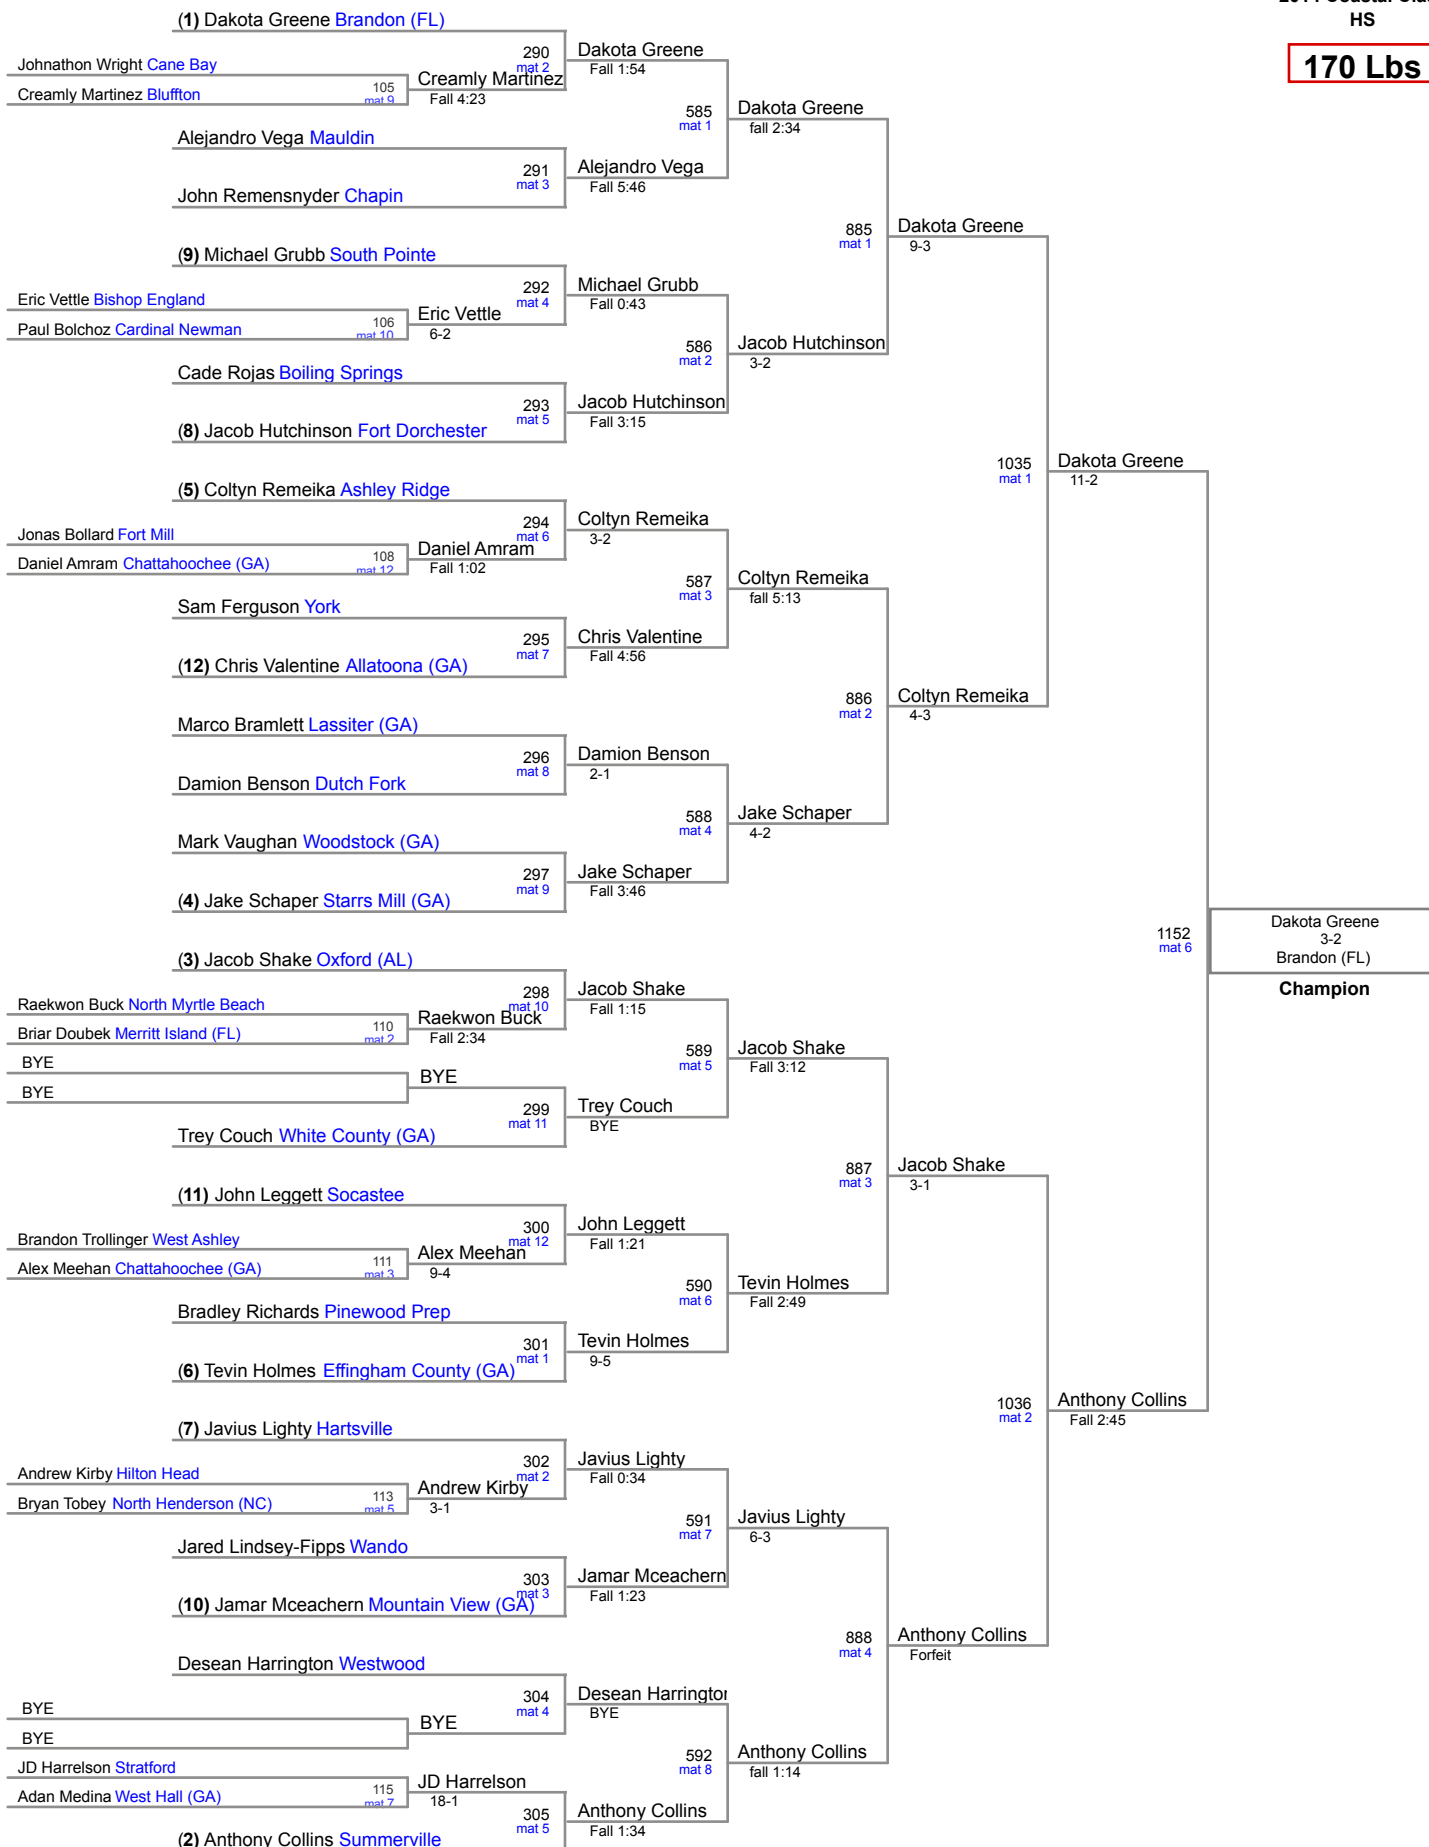 HS
170 Lbs
(1) Dakota Greene Brandon (FL)
290
mat 2
Dakota Greene
Fall 1:54
Johnathon Wright Cane Bay
Creamly Martinez Bluffton
105
mat 9
Creamly Martinez
Fall 4:23
585
mat 1
Dakota Greene
fall 2:34
Alejandro Vega Mauldin
291
mat 3
Alejandro Vega
Fall 5:46
John Remensnyder Chapin
885
mat 1
Dakota Greene
9-3
(9) Michael Grubb South Pointe
292
mat 4
Michael Grubb
Fall 0:43
Eric Vettle Bishop England
Paul Bolchoz Cardinal Newman
106
mat 10
Eric Vettle
6-2
586
mat 2
Jacob Hutchinson
3-2
Cade Rojas Boiling Springs
293
mat 5
Jacob Hutchinson
Fall 3:15
(8) Jacob Hutchinson Fort Dorchester
1035
mat 1
Dakota Greene
11-2
(5) Coltyn Remeika Ashley Ridge
294
mat 6
Coltyn Remeika
3-2
Jonas Bollard Fort Mill
Daniel Amram Chattahoochee (GA)
108
mat 12
Daniel Amram
Fall 1:02
587
mat 3
Coltyn Remeika
fall 5:13
Sam Ferguson York
295
mat 7
Chris Valentine
Fall 4:56
(12) Chris Valentine Allatoona (GA)
886
mat 2
Coltyn Remeika
4-3
Marco Bramlett Lassiter (GA)
296
mat 8
Damion Benson
2-1
Damion Benson Dutch Fork
588
mat 4
Jake Schaper
4-2
Mark Vaughan Woodstock (GA)
297
mat 9
Jake Schaper
Fall 3:46
(4) Jake Schaper Starrs Mill (GA)
1152
mat 6
Dakota Greene
3-2
Brandon (FL)
Champion
(3) Jacob Shake Oxford (AL)
298
mat 10
Jacob Shake
Fall 1:15
Raekwon Buck North Myrtle Beach
Briar Doubek Merritt Island (FL)
110
mat 2
Raekwon Buck
Fall 2:34
589
mat 5
Jacob Shake
Fall 3:12
BYE
BYE
BYE
299
mat 11
Trey Couch
BYE
Trey Couch White County (GA)
887
mat 3
Jacob Shake
3-1
(11) John Leggett Socastee
300
mat 12
John Leggett
Fall 1:21
Brandon Trollinger West Ashley
Alex Meehan Chattahoochee (GA)
111
mat 3
Alex Meehan
9-4
590
mat 6
Tevin Holmes
Fall 2:49
Bradley Richards Pinewood Prep
301
mat 1
Tevin Holmes
9-5
(6) Tevin Holmes Effingham County (GA)
1036
mat 2
Anthony Collins
Fall 2:45
(7) Javius Lighty Hartsville
302
mat 2
Javius Lighty
Fall 0:34
Andrew Kirby Hilton Head
Bryan Tobey North Henderson (NC)
113
mat 5
Andrew Kirby
3-1
591
mat 7
Javius Lighty
6-3
Jared Lindsey-Fipps Wando
303
mat 3
Jamar Mceachern
Fall 1:23
(10) Jamar Mceachern Mountain View (GA)
888
mat 4
Anthony Collins
Forfeit
Desean Harrington Westwood
304
mat 4
Desean Harrington
BYE
BYE
BYE
BYE
592
mat 8
Anthony Collins
fall 1:14
JD Harrelson Stratford
Adan Medina West Hall (GA)
115
mat 7
JD Harrelson
18-1
305
mat 5
Anthony Collins
Fall 1:34
(2) Anthony Collins Summerville